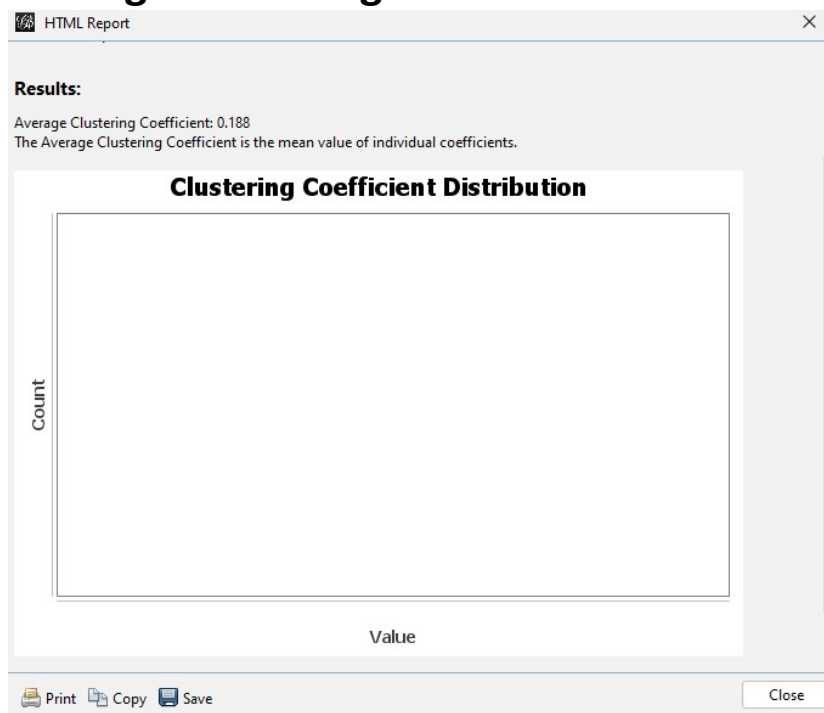 HTML Report
Results:
Average Clustering Coefficient: 0.188
The Average Clustering Coefficient is the mean value of individual coefficients.
Clustering Coefficient Distribution
Count
Value
Print Copy Save Close